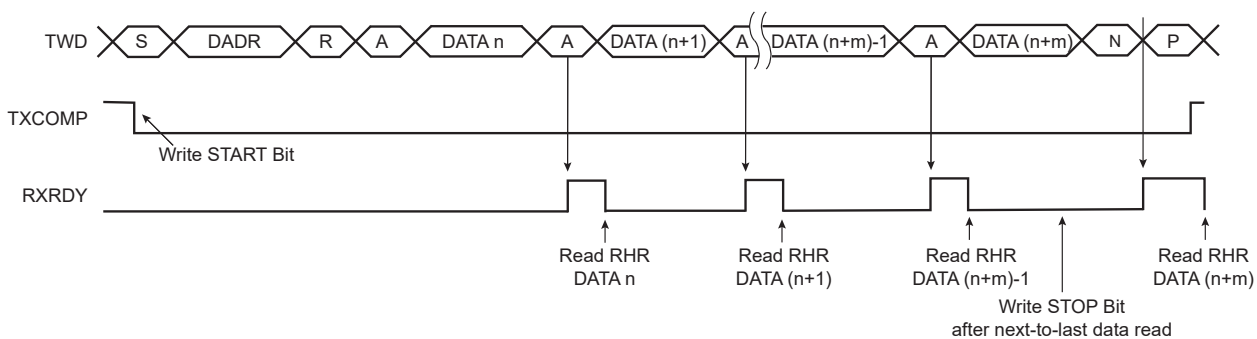 TWD S DADR R A DATA n A DATA (n+1) A DATA (n+m)-1 A DATA (n+m) N P
TXCOMP
Write START Bit
RXRDY
Read RHR Read RHR Read RHR Read RHR
DATA n DATA (n+1) DATA (n+m)-1 DATA (n+m)
Write STOP Bit
after next-to-last data read